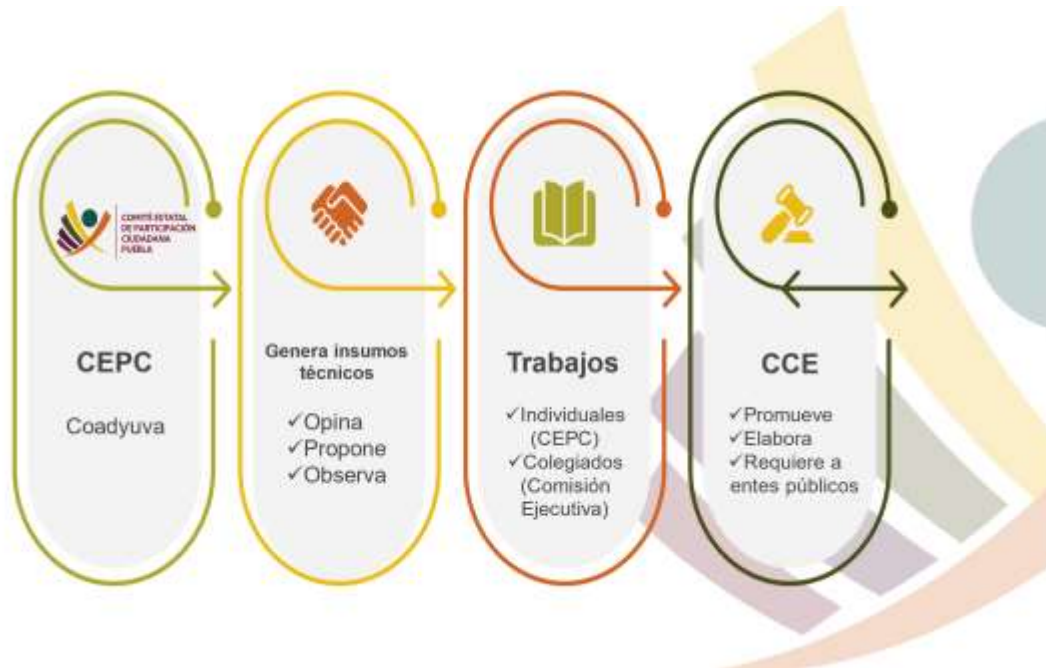 COMITÉ ESTATAL
DE PARTICIPACIÓN
CIUDADANA
PUEBLA
CEPC
Coadyuva
Genera insumos
técnicos
✓Opina
✓Propone
✓Observa
Trabajos
✓Individuales
(CEPC)
✓Colegiados
(Comisión
Ejecutiva)
CCE
✓Promueve
✓Elabora
✓Requiere a
entes públicos